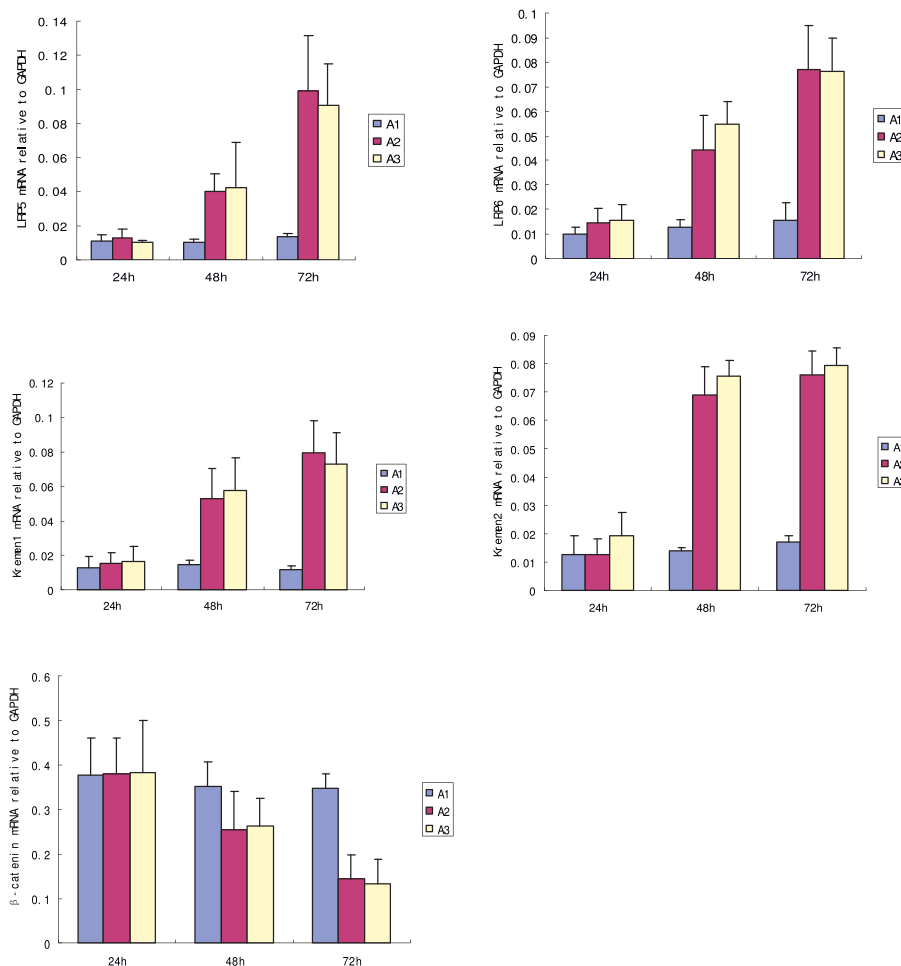 LRP5 mRNA relative to GAPDH
0.14
0.12
0.1
0.08
0.06
0.04
0.02
0
24h 48h 72h
A1
A2
A3
LRP6 mRNA relative to GAPDH
0.1
0.09
0.08
0.07
0.06
0.05
0.04
0.03
0.02
0.01
0
24h 48h 72h
A1
A2
A3
Kremen1 mRNA relative to GAPDH
0.12
0.1
0.08
0.06
0.04
0.02
0
24h 48h 72h
A1
A2
A3
Kremen2 mRNA relative to GAPDH
0.09
0.08
0.07
0.06
0.05
0.04
0.03
0.02
0.01
0
24h 48h 72h
β-catenin mRNA relative to GAPDH
0.6
0.5
0.4
0.3
0.2
0.1
0
24h 48h 72h
A1
A2
A3